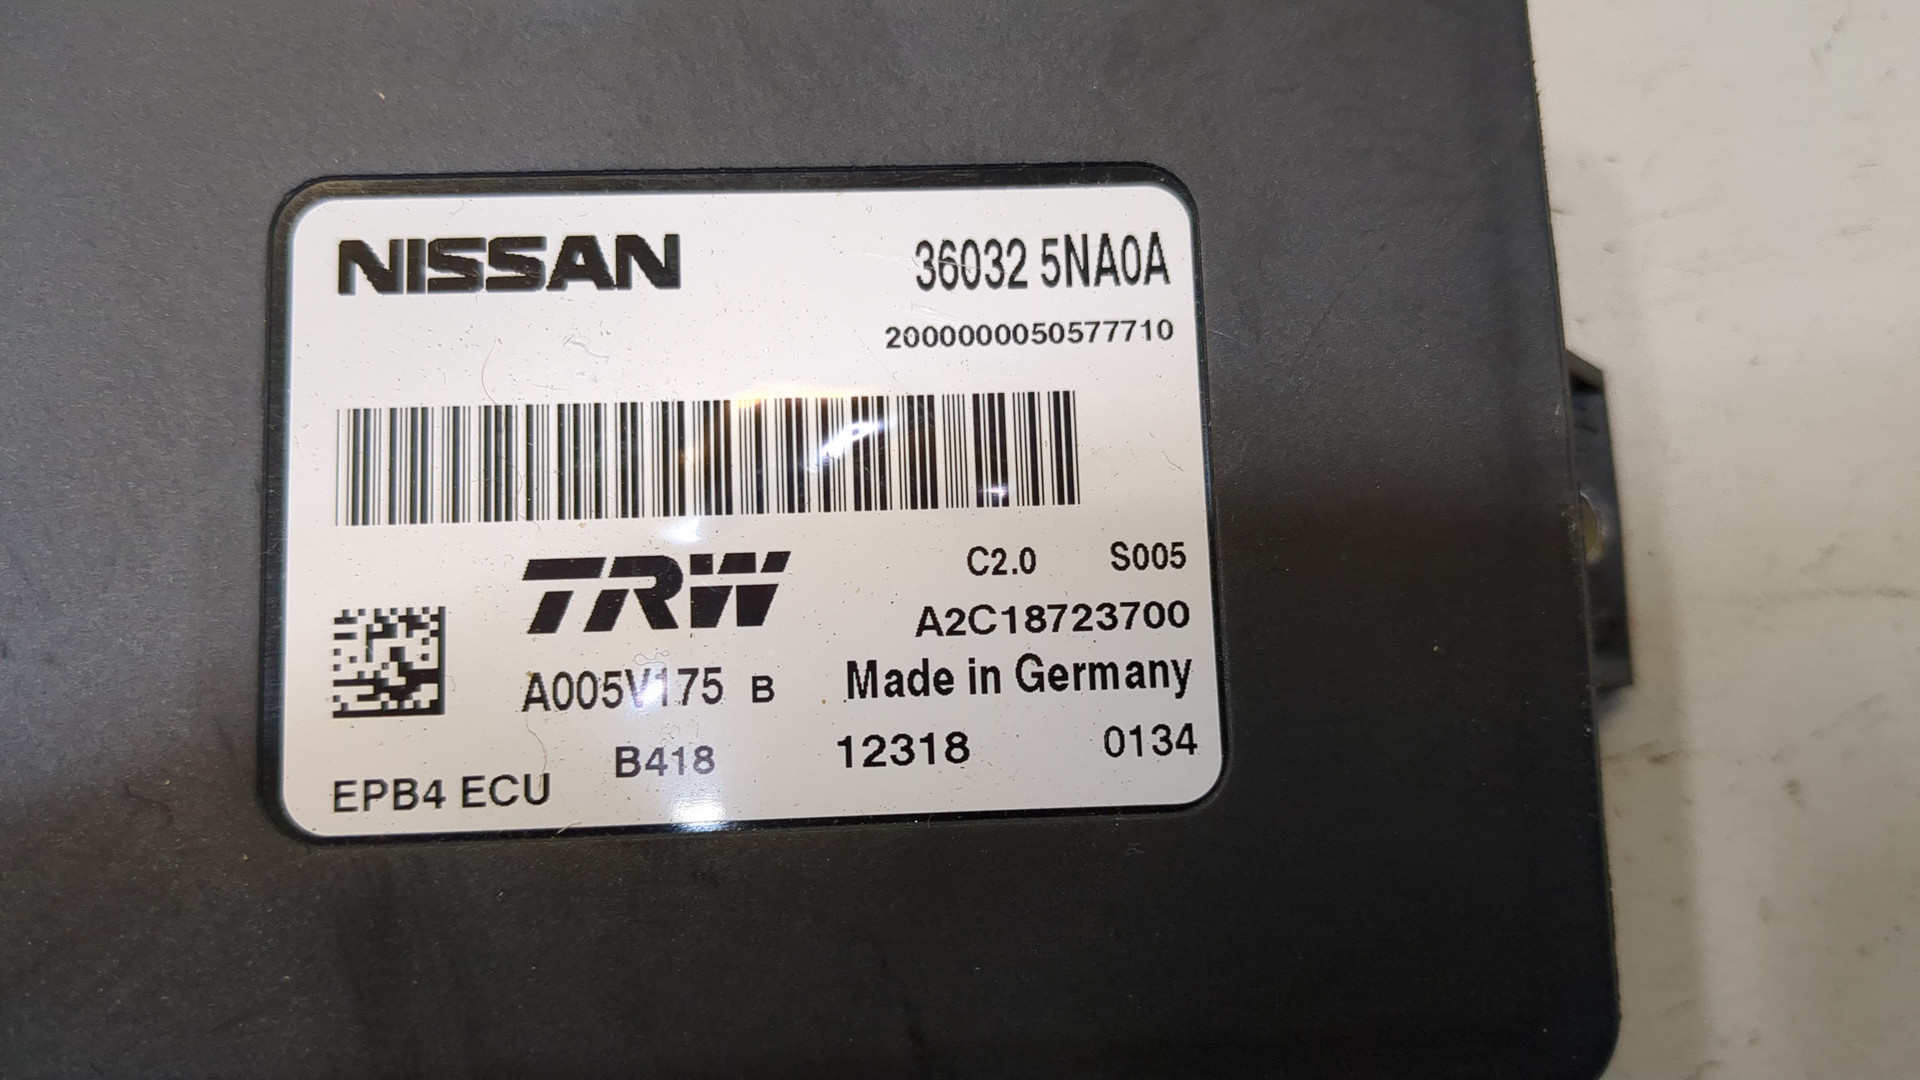 NISSAN 36032 5NA0A
2000000050577710
TRW C2.0 S005
A2C18723700
A005V175 B Made in Germany
B418 12318 0134
EPB4 ECU